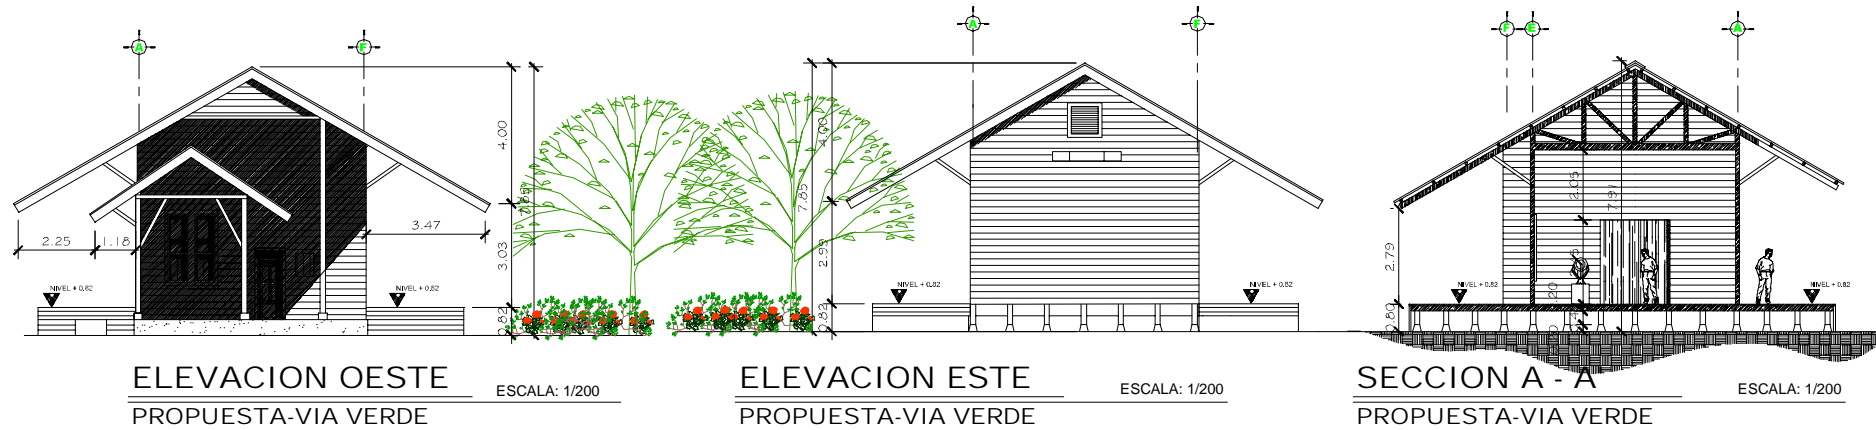 A F
4.00
7.85
2.25 1.18
3.47
3.03
NIVEL + 0.82 NIVEL + 0.82
0.82
ELEVACION OESTE ESCALA: 1/200
PROPUESTA-VIA VERDE
A F
4.00
7.85
2.99
NIVEL + 0.82 NIVEL + 0.82
0.82
ELEVACION ESTE ESCALA: 1/200
PROPUESTA-VIA VERDE
F E A
2.05
7.91
2.79
NIVEL + 0.82 NIVEL + 0.82
0.80
SECCION A - A ESCALA: 1/200
PROPUESTA-VIA VERDE